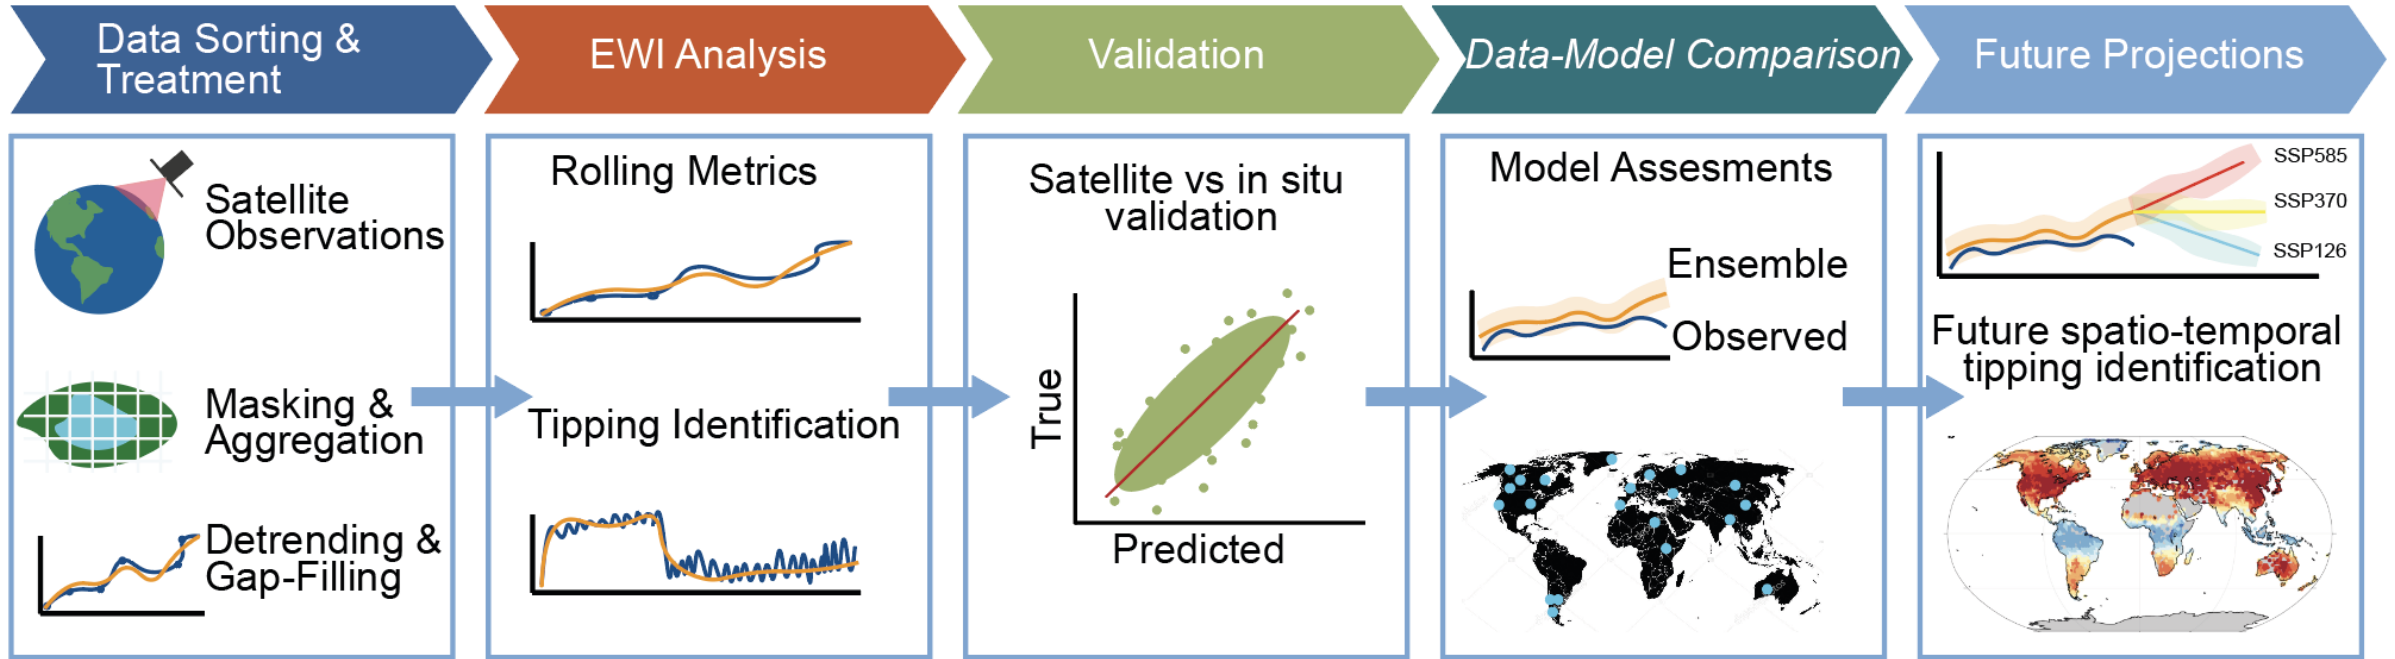 Data Sorting &
Treatment
EWI Analysis
Validation
Data-Model Comparison
Future Projections
Satellite
Observations
Masking &
Aggregation
Detrending &
Gap-Filling
Rolling Metrics
Tipping Identification
Satellite vs in situ
validation
True
Predicted
Model Assesments
Ensemble
Observed
SSP585
SSP370
SSP126
Future spatio-temporal
tipping identification